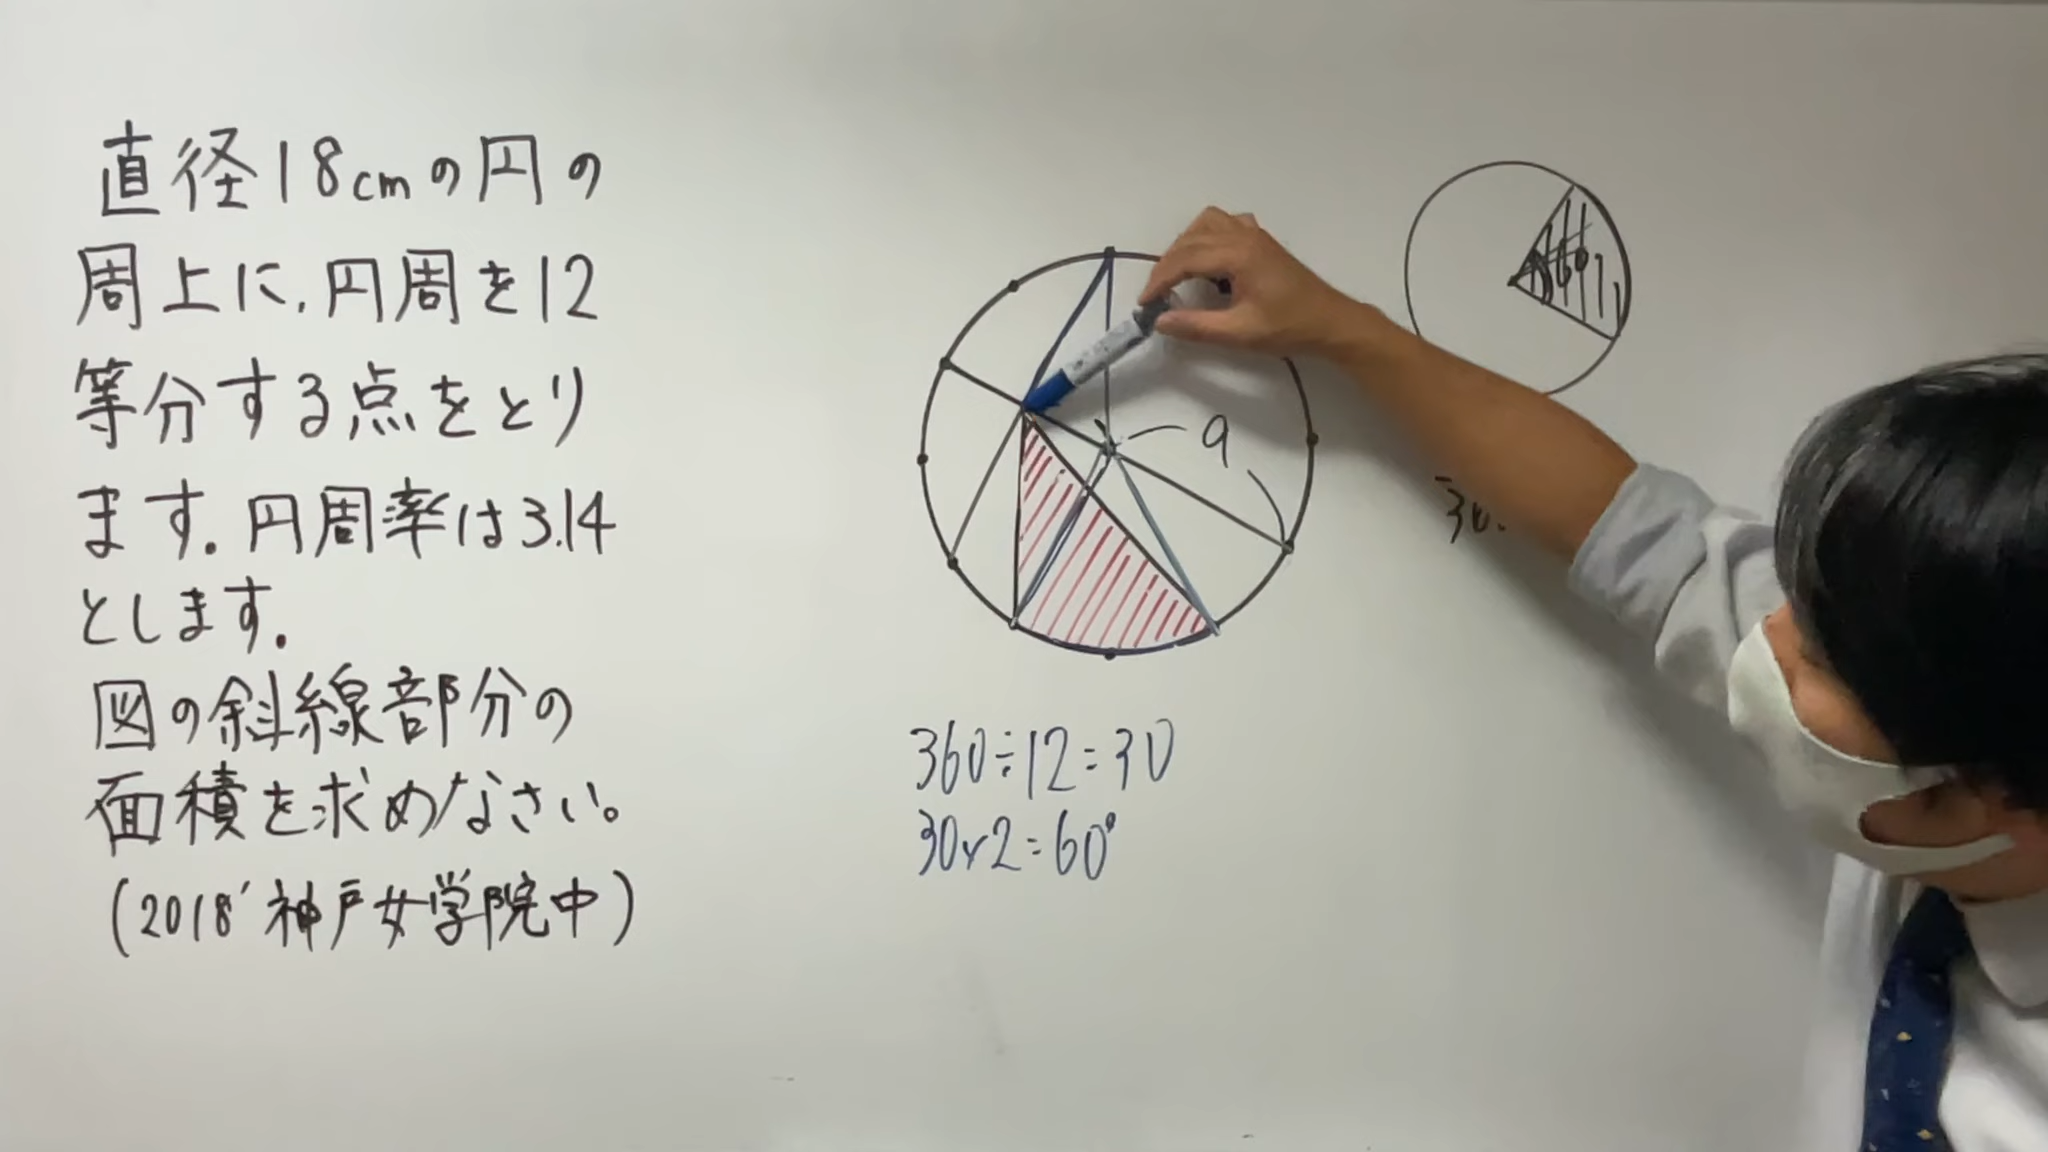 直径18cmの円の
周上に,円周を12
等分する点をとり
ます.円周率は3.14
とします.
図の斜線部分の
面積を求めなさい。
(2018'神戸女学院中)
9
360÷12=30
30×2=60°